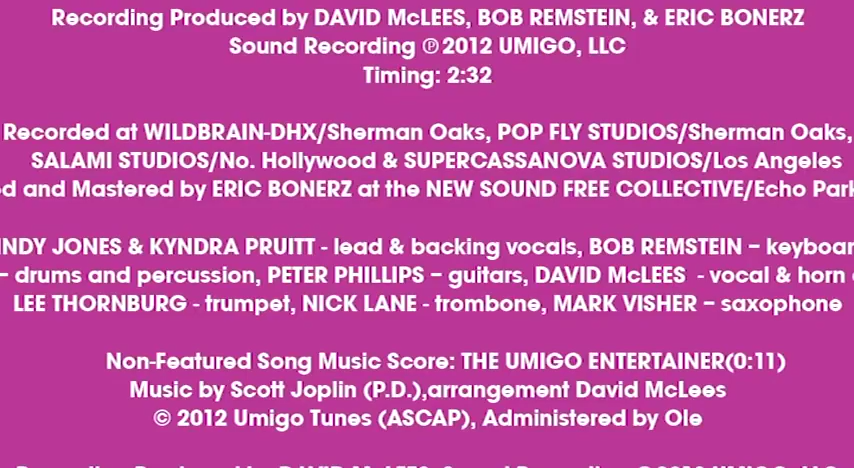 Recording Produced by DAVID McLEES, BOB REMSTEIN, & ERIC BONERZ
Sound Recording ℗2012 UMIGO, LLC
Timing: 2:32
Recorded at WILDBRAIN-DHX/Sherman Oaks, POP FLY STUDIOS/Sherman Oaks,
SALAMI STUDIOS/No. Hollywood & SUPERCASSANOVA STUDIOS/Los Angeles
ed and Mastered by ERIC BONERZ at the NEW SOUND FREE COLLECTIVE/Echo Park
INDY JONES & KYNDRA PRUITT - lead & backing vocals, BOB REMSTEIN – keyboar
– drums and percussion, PETER PHILLIPS – guitars, DAVID McLEES - vocal & horn
LEE THORNBURG - trumpet, NICK LANE - trombone, MARK VISHER – saxophone
Non-Featured Song Music Score: THE UMIGO ENTERTAINER(0:11)
Music by Scott Joplin (P.D.),arrangement David McLees
© 2012 Umigo Tunes (ASCAP), Administered by Ole